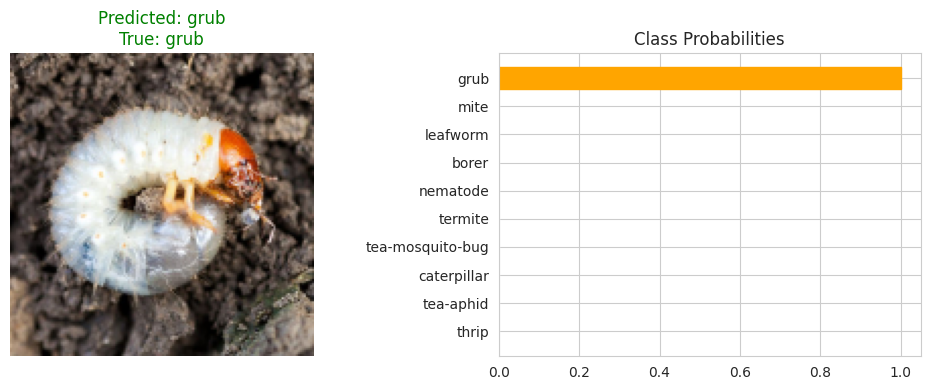 Predicted: grub
True: grub
Class Probabilities
grub
mite
leafworm
borer
nematode
termite
tea-mosquito-bug
caterpillar
tea-aphid
thrip
0.0 0.2 0.4 0.6 0.8 1.0